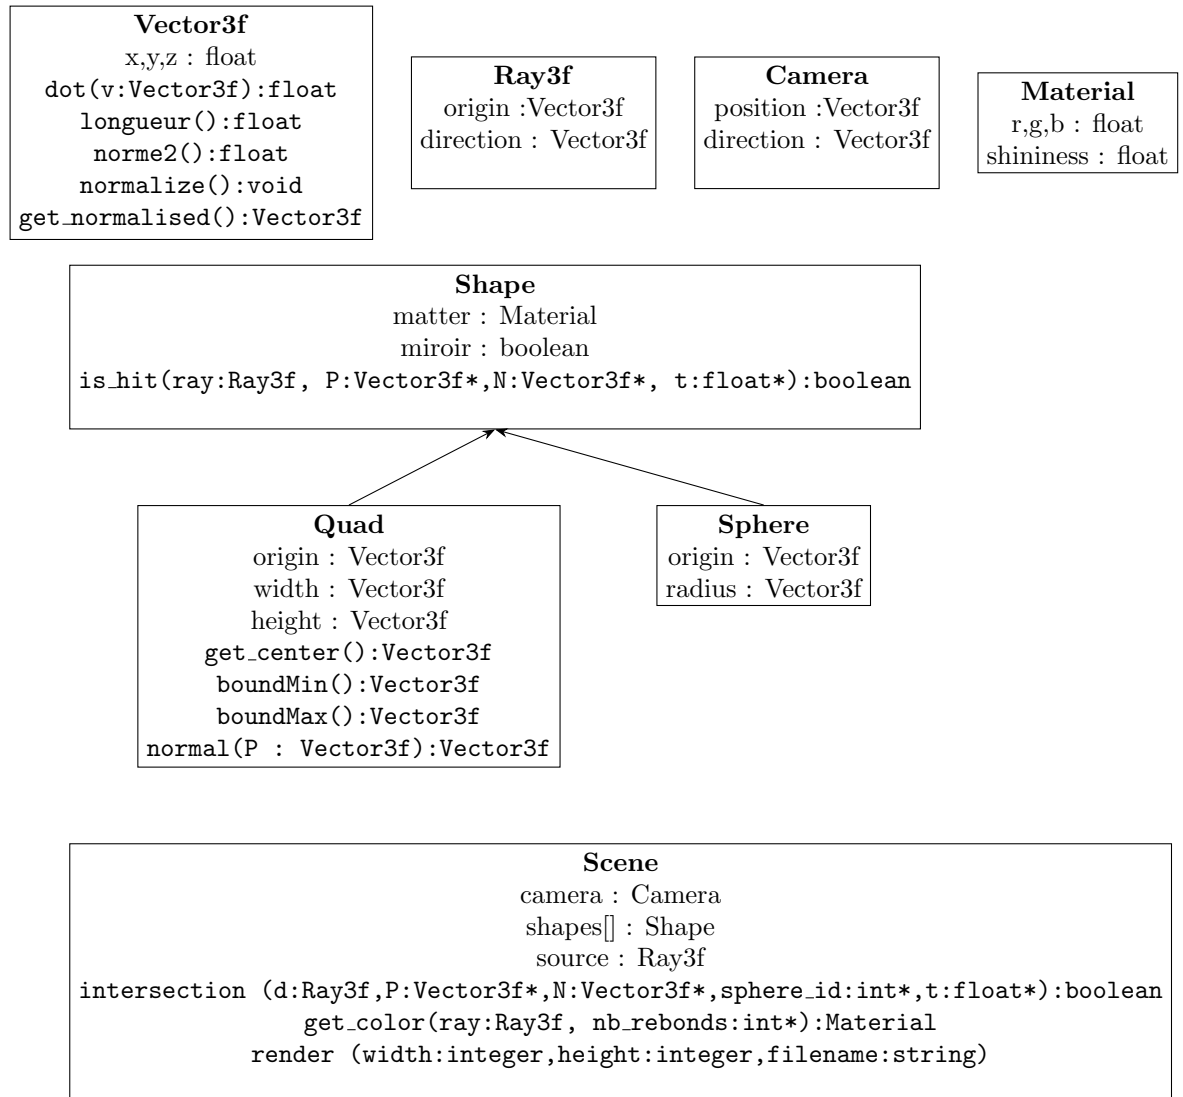 Vector3f
x,y,z : float
dot(v:Vector3f):float
longueur():float
norme2():float
normalize():void
get_normalised():Vector3f
Ray3f
origin :Vector3f
direction : Vector3f
Camera
position :Vector3f
direction : Vector3f
Material
r,g,b : float
shininess : float
Shape
matter : Material
miroir : boolean
is_hit(ray:Ray3f, P:Vector3f*,N:Vector3f*, t:float*):boolean
Quad
origin : Vector3f
width : Vector3f
height : Vector3f
get_center():Vector3f
boundMin():Vector3f
boundMax():Vector3f
normal(P : Vector3f):Vector3f
Sphere
origin : Vector3f
radius : Vector3f
Scene
camera : Camera
shapes[] : Shape
source : Ray3f
intersection (d:Ray3f,P:Vector3f*,N:Vector3f*,sphere_id:int*,t:float*):boolean
get_color(ray:Ray3f, nb_rebonds:int*):Material
render (width:integer,height:integer,filename:string)